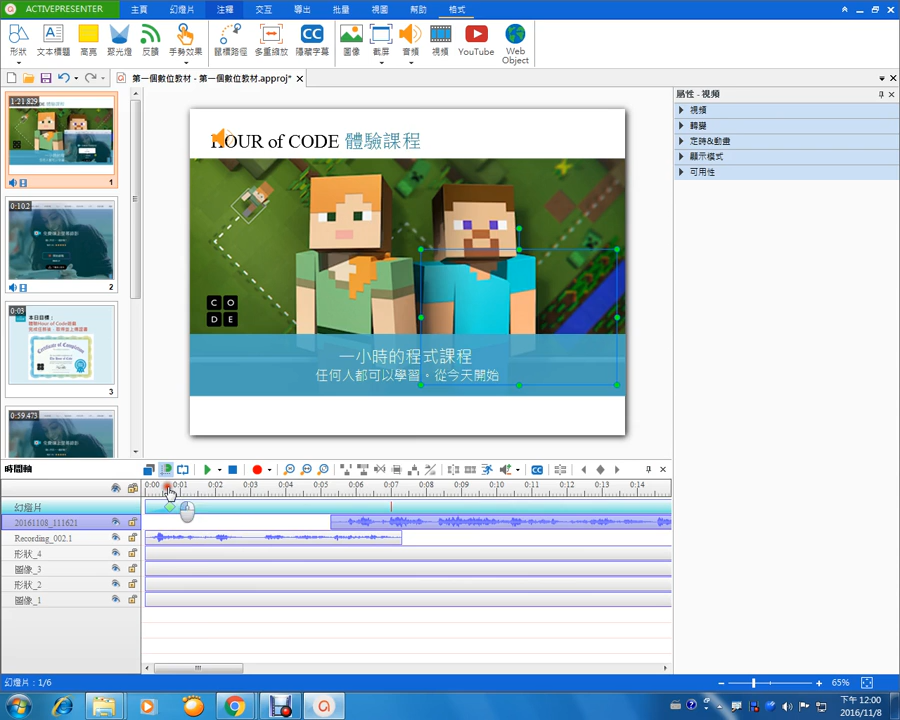 ACTIVEPRESENTER
主頁 幻燈片 注釋 交互 導出 批量 視圖 幫助 格式
形狀 文本標題 高亮 聚光燈 反饋 手勢效果 鼠標路徑 多重縮放 隱藏字幕 圖像 截屏 音頻 視頻 YouTube Web Object
第一個數位教材 - 第一個數位教材.approj*
屬性 - 視頻
視頻
轉變
定時&動畫
顯示模式
可用性
1:21.829
1
0:10.2
2
0:03
本日目標：
3
0:59.473
HOUR of CODE 體驗課程
C O
D E
一小時的程式課程
任何人都可以學習。從今天開始
時間軸
CC
0:00 0:01 0:02 0:03 0:04 0:05 0:06 0:07 0:08 0:09 0:10 0:11 0:12 0:13 0:14
幻燈片
20161108_111621
Recording_002.1
形狀_4
圖像_3
形狀_2
圖像_1
幻燈片：1/6
65%
下午 12:00
2016/11/8